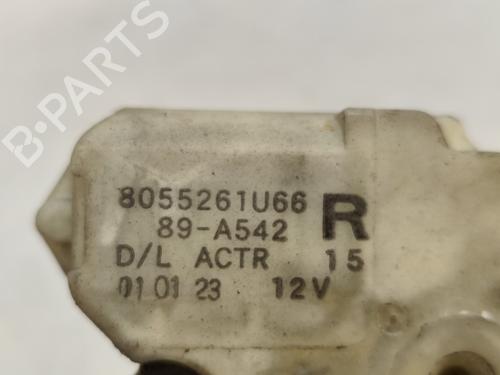 B-PARTS
8055261U66
89-A542 R
D/L ACTR 15
01 01 23 12V